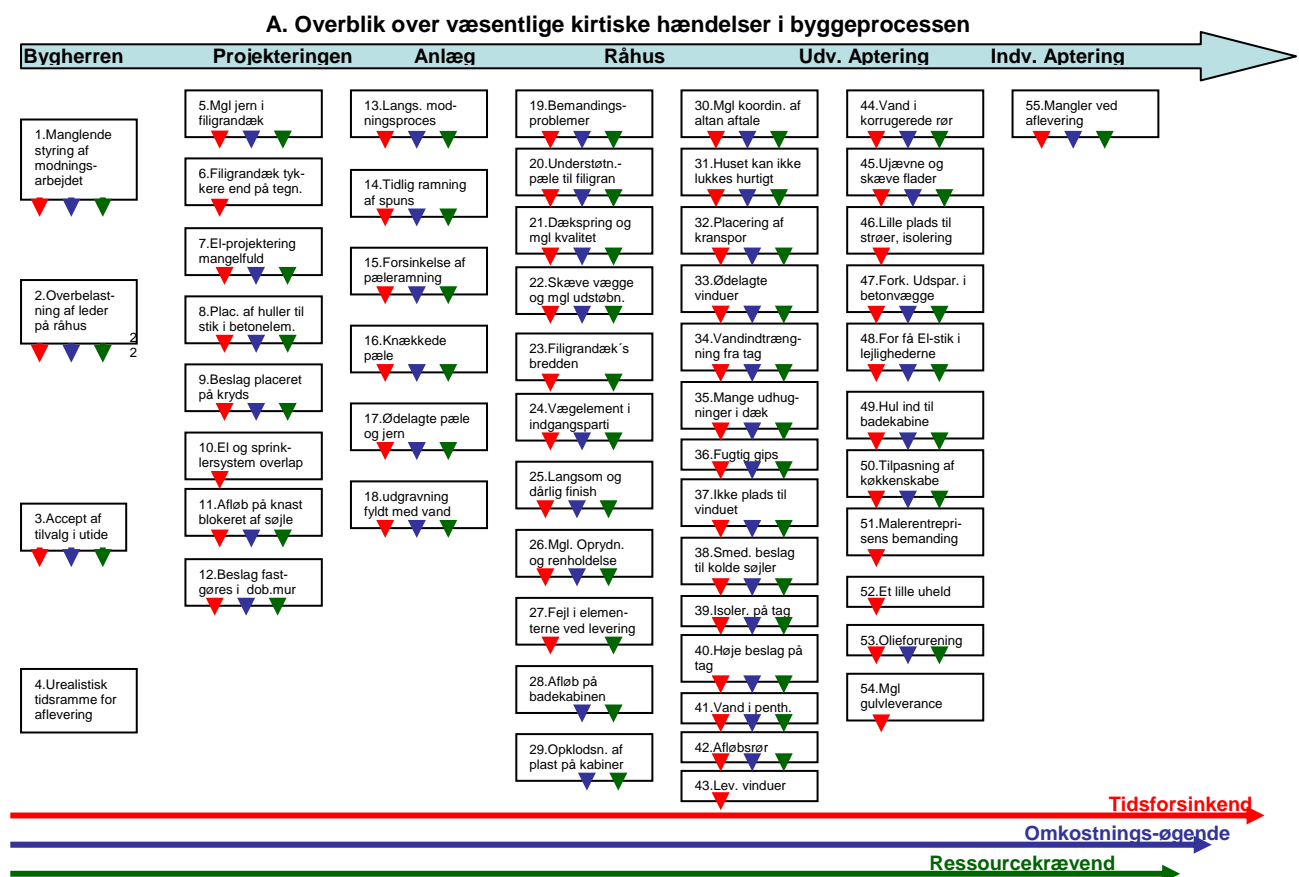 A. Overblik over væsentlige kirtiske hændelser i byggeprocessen
Bygherren
Projekteringen
Anlæg
Råhus
Udv. Aptering
Indv. Aptering
1.Manglende
styring af
modnings-
arbejdet
2.Overbelast-
ning af leder
på råhus
2
2
3.Accept af
tilvalg i utide
4.Urealistisk
tidsramme for
aflevering
5.Mgl jern i
filigrandæk
6.Filigrandæk tyk-
kere end på tegn.
7.El-projektering
mangelfuld
8.Plac. af huller til
stik i betonelem.
9.Beslag placeret
på kryds
10.El og sprink-
lersystem overlap
11.Afløb på knast
blokeret af søjle
12.Beslag fast-
gøres i dob.mur
13.Langs. mod-
ningsproces
14.Tidlig ramning
af spuns
15.Forsinkelse af
pæleramning
16.Knækkede
pæle
17.Ødelagte pæle
og jern
18.udgravning
fyldt med vand
19.Bemandings-
problemer
20.Understøtn.-
pæle til filigran
21.Dækspring og
mgl kvalitet
22.Skæve vægge
og mgl udstøbn.
23.Filigrandæk´s
bredden
24.Vægelement i
indgangsparti
25.Langsom og
dårlig finish
26.Mgl. Oprydn.
og renholdelse
27.Fejl i elemen-
terne ved levering
28.Afløb på
badekabinen
29.Opklodsn. af
plast på kabiner
30.Mgl koordin. af
altan aftale
31.Huset kan ikke
lukkes hurtigt
32.Placering af
kranspor
33.Ødelagte
vinduer
34.Vandindtræng-
ning fra tag
35.Mange udhug-
ninger i dæk
36.Fugtig gips
37.Ikke plads til
vinduet
38.Smed. beslag
til kolde søjler
39.Isoler. på tag
40.Høje beslag på
tag
41.Vand i penth.
42.Afløbsrør
43.Lev. vinduer
44.Vand i
korrugerede rør
45.Ujævne og
skæve flader
46.Lille plads til
strøer, isolering
47.Fork. Udspar. i
betonvægge
48.For få El-stik i
lejlighederne
49.Hul ind til
badekabine
50.Tilpasning af
køkkenskabe
51.Malerentrepri-
sens bemanding
52.Et lille uheld
53.Olieforurening
54.Mgl
gulvleverance
55.Mangler ved
aflevering
Tidsforsinkend
Omkostnings-øgende
Ressourcekrævend